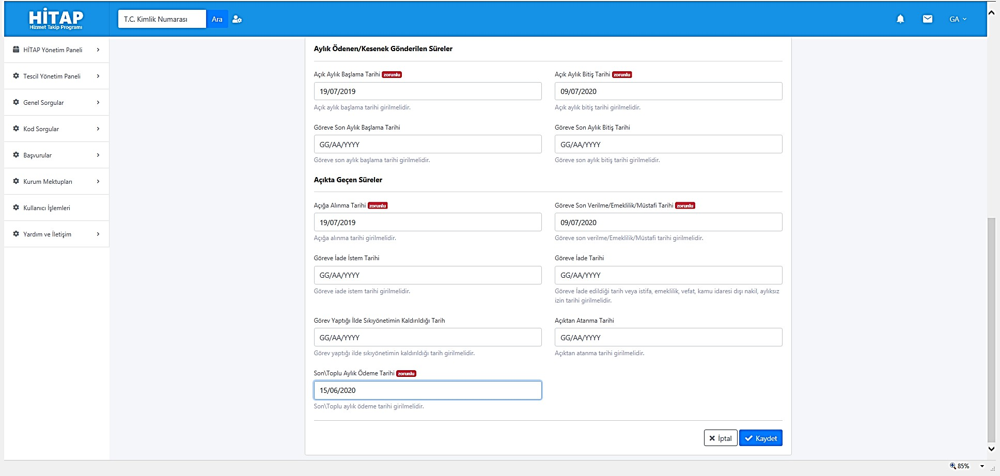 HİTAP
Hizmet Takip Programı
T.C. Kimlik Numarası
Ara
GA
HİTAP Yönetim Paneli
Tescil Yönetim Paneli
Genel Sorgular
Kod Sorgular
Başvurular
Kurum Mektupları
Kullanıcı İşlemleri
Yardım ve İletişim
Aylık Ödenen/Kesenek Gönderilen Süreler
Açık Aylık Başlama Tarihi zorunlu
Açık Aylık Bitiş Tarihi zorunlu
19/07/2019
09/07/2020
Açık aylık başlama tarihi girilmelidir.
Açık aylık bitiş tarihi girilmelidir.
Göreve Son Aylık Başlama Tarihi
Göreve Son Aylık Bitiş Tarihi
GG/AA/YYYY
GG/AA/YYYY
Göreve son aylık başlama tarihi girilmelidir.
Göreve son aylık bitiş tarihi girilmelidir.
Açıkta Geçen Süreler
Açığa Alınma Tarihi zorunlu
Göreve Son Verilme/Emeklilik/Müstafi Tarihi zorunlu
19/07/2019
09/07/2020
Açığa alınma tarihi girilmelidir.
Göreve son verilme/Emeklilik/Müstafi tarihi girilmelidir.
Göreve İade İstem Tarihi
Göreve İade Tarihi
GG/AA/YYYY
GG/AA/YYYY
Göreve iade istem tarihi girilmelidir.
Göreve İade edildiği tarih veya istifa, emeklilik, vefat, kamu idaresi dışı nakil, aylıksız
izin tarihi girilmelidir.
Görev Yaptığı İlde Sıkıyönetimin Kaldırıldığı Tarih
Açıktan Atanma Tarihi
GG/AA/YYYY
GG/AA/YYYY
Görev yaptığı ilde sıkıyönetimin kaldırıldığı tarih girilmelidir.
Açıktan atanma tarihi girilmelidir.
Son\Toplu Aylık Ödeme Tarihi zorunlu
15/06/2020
Son\Toplu aylık ödeme tarihi girilmelidir.
İptal
Kaydet
85%